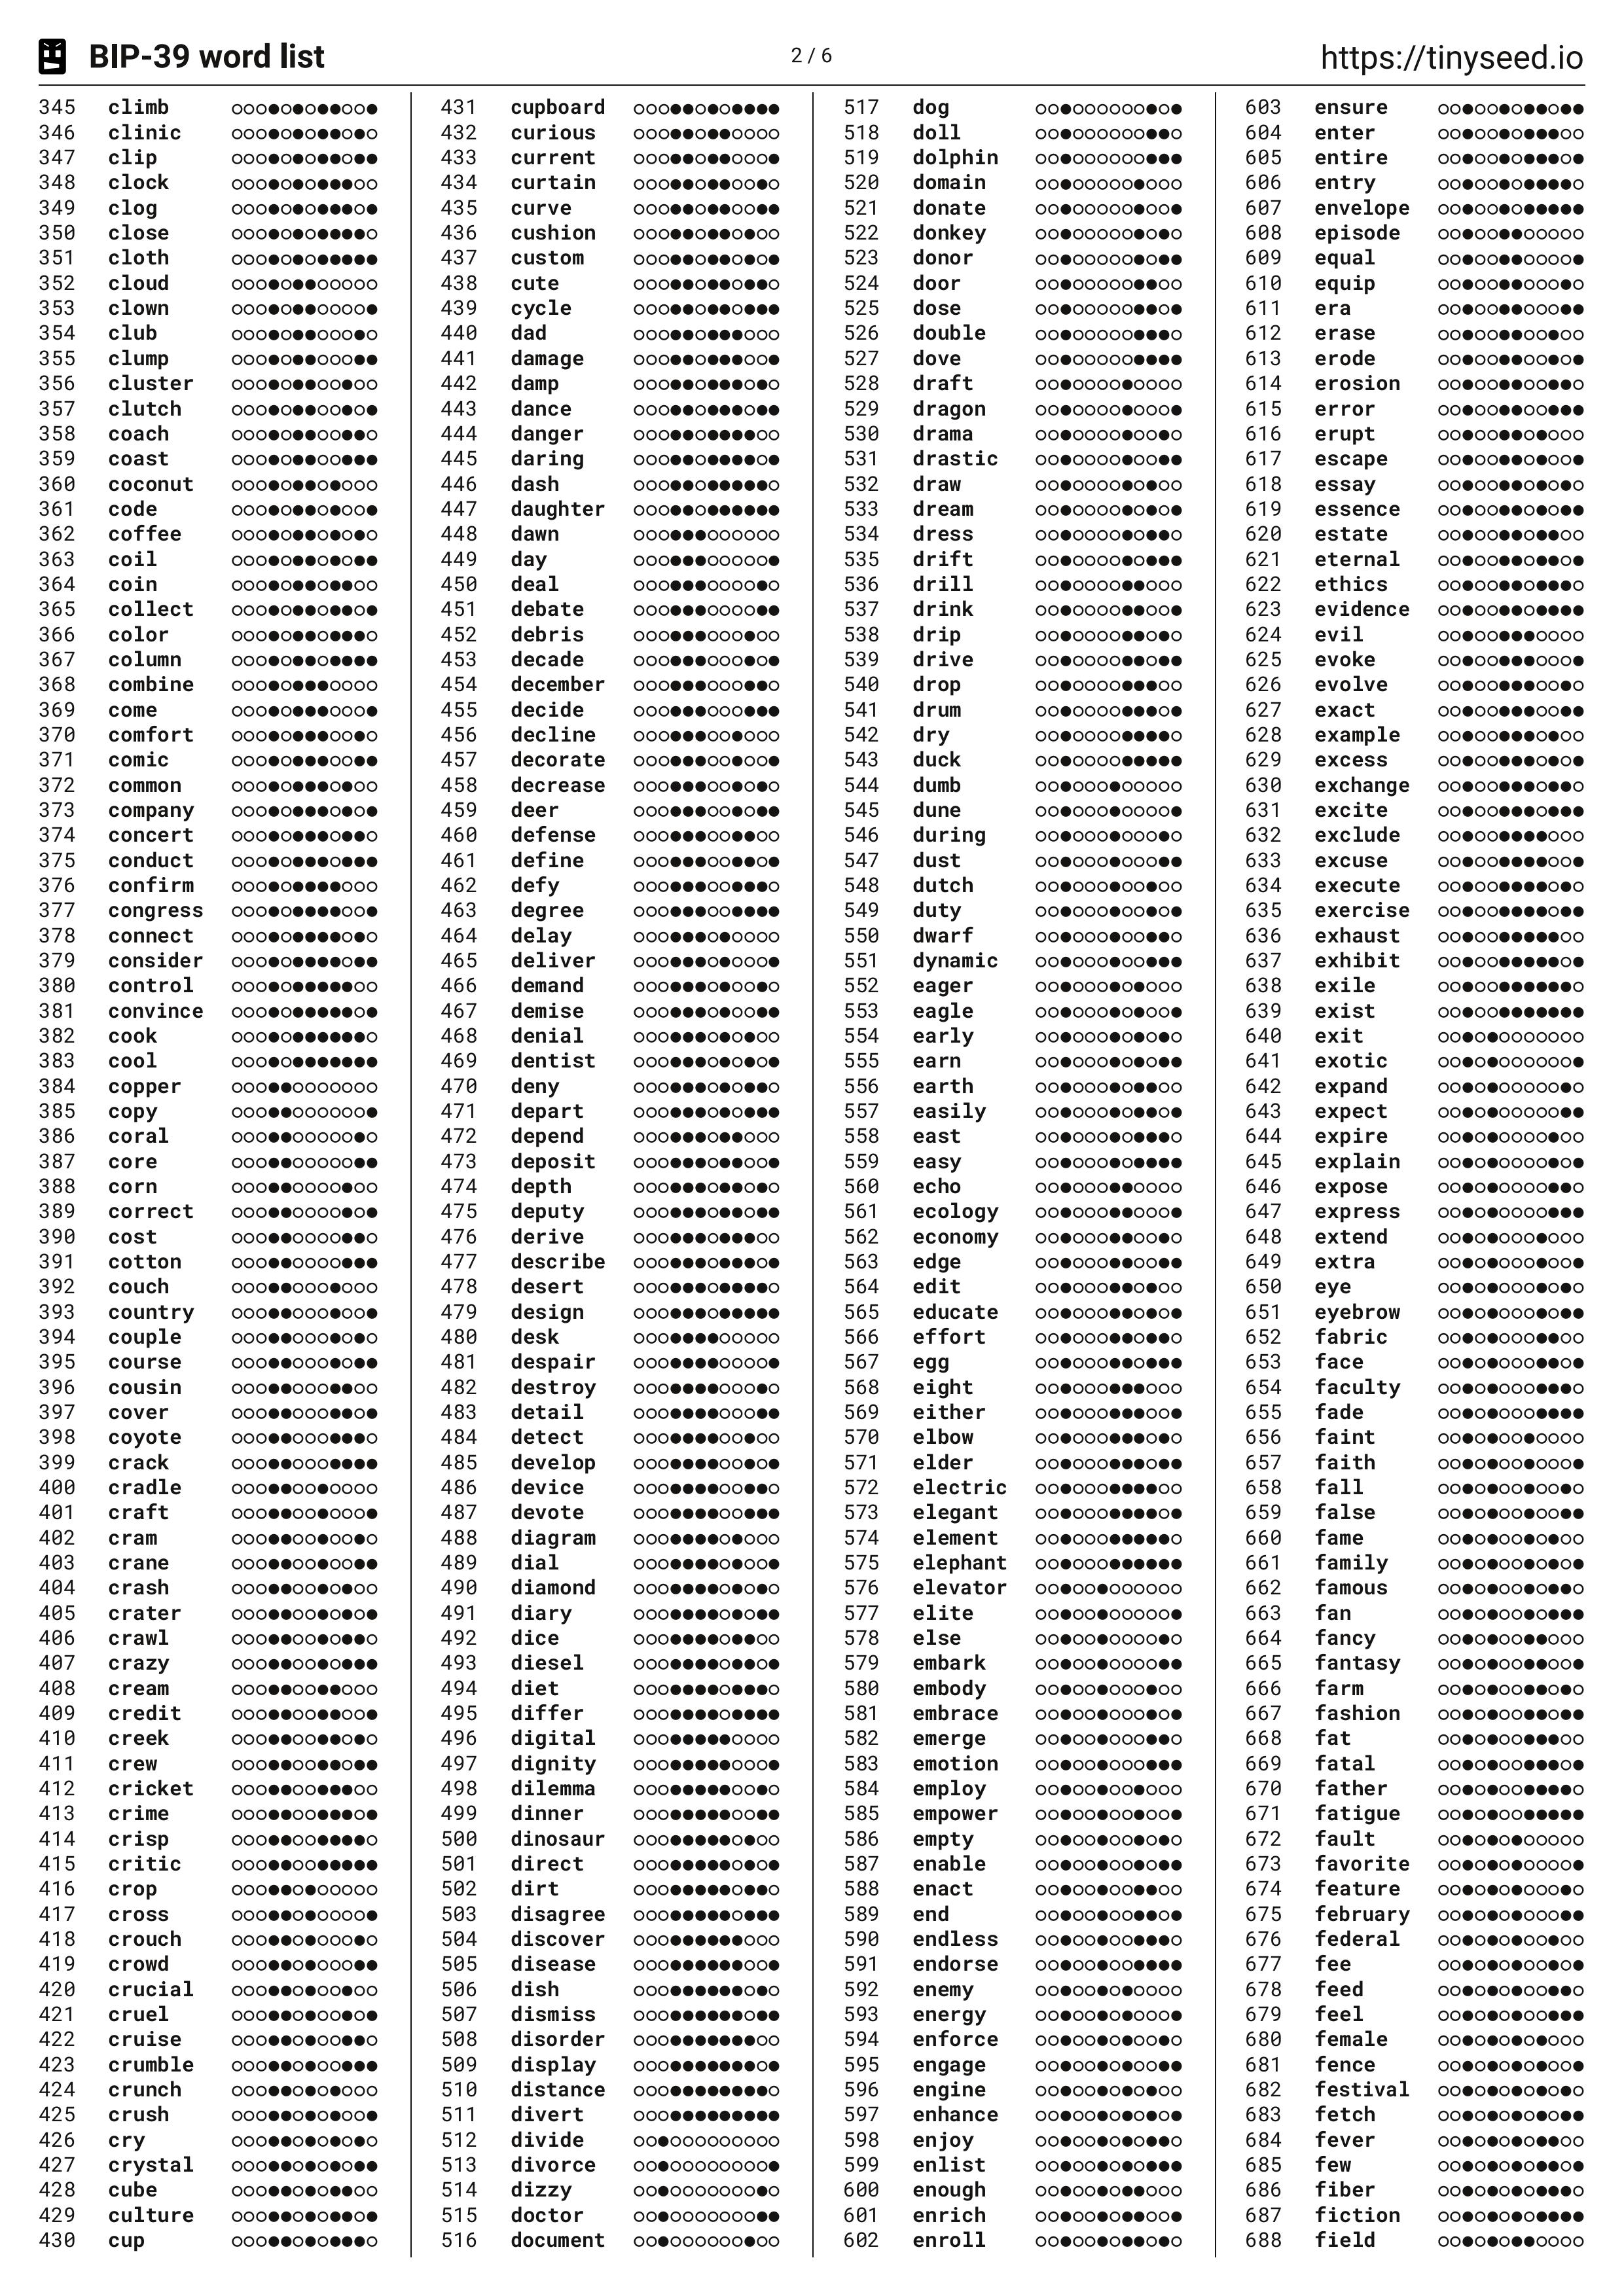 BIP-39 word list
2 / 6
https://tinyseed.io
345 climb
346 clinic
347 clip
348 clock
349 clog
350 close
351 cloth
352 cloud
353 clown
354 club
355 clump
356 cluster
357 clutch
358 coach
359 coast
360 coconut
361 code
362 coffee
363 coil
364 coin
365 collect
366 color
367 column
368 combine
369 come
370 comfort
371 comic
372 common
373 company
374 concert
375 conduct
376 confirm
377 congress
378 connect
379 consider
380 control
381 convince
382 cook
383 cool
384 copper
385 copy
386 coral
387 core
388 corn
389 correct
390 cost
391 cotton
392 couch
393 country
394 couple
395 course
396 cousin
397 cover
398 coyote
399 crack
400 cradle
401 craft
402 cram
403 crane
404 crash
405 crater
406 crawl
407 crazy
408 cream
409 credit
410 creek
411 crew
412 cricket
413 crime
414 crisp
415 critic
416 crop
417 cross
418 crouch
419 crowd
420 crucial
421 cruel
422 cruise
423 crumble
424 crunch
425 crush
426 cry
427 crystal
428 cube
429 culture
430 cup
431 cupboard
432 curious
433 current
434 curtain
435 curve
436 cushion
437 custom
438 cute
439 cycle
440 dad
441 damage
442 damp
443 dance
444 danger
445 daring
446 dash
447 daughter
448 dawn
449 day
450 deal
451 debate
452 debris
453 decade
454 december
455 decide
456 decline
457 decorate
458 decrease
459 deer
460 defense
461 define
462 defy
463 degree
464 delay
465 deliver
466 demand
467 demise
468 denial
469 dentist
470 deny
471 depart
472 depend
473 deposit
474 depth
475 deputy
476 derive
477 describe
478 desert
479 design
480 desk
481 despair
482 destroy
483 detail
484 detect
485 develop
486 device
487 devote
488 diagram
489 dial
490 diamond
491 diary
492 dice
493 diesel
494 diet
495 differ
496 digital
497 dignity
498 dilemma
499 dinner
500 dinosaur
501 direct
502 dirt
503 disagree
504 discover
505 disease
506 dish
507 dismiss
508 disorder
509 display
510 distance
511 divert
512 divide
513 divorce
514 dizzy
515 doctor
516 document
517 dog
518 doll
519 dolphin
520 domain
521 donate
522 donkey
523 donor
524 door
525 dose
526 double
527 dove
528 draft
529 dragon
530 drama
531 drastic
532 draw
533 dream
534 dress
535 drift
536 drill
537 drink
538 drip
539 drive
540 drop
541 drum
542 dry
543 duck
544 dumb
545 dune
546 during
547 dust
548 dutch
549 duty
550 dwarf
551 dynamic
552 eager
553 eagle
554 early
555 earn
556 earth
557 easily
558 east
559 easy
560 echo
561 ecology
562 economy
563 edge
564 edit
565 educate
566 effort
567 egg
568 eight
569 either
570 elbow
571 elder
572 electric
573 elegant
574 element
575 elephant
576 elevator
577 elite
578 else
579 embark
580 embody
581 embrace
582 emerge
583 emotion
584 employ
585 empower
586 empty
587 enable
588 enact
589 end
590 endless
591 endorse
592 enemy
593 energy
594 enforce
595 engage
596 engine
597 enhance
598 enjoy
599 enlist
600 enough
601 enrich
602 enroll
603 ensure
604 enter
605 entire
606 entry
607 envelope
608 episode
609 equal
610 equip
611 era
612 erase
613 erode
614 erosion
615 error
616 erupt
617 escape
618 essay
619 essence
620 estate
621 eternal
622 ethics
623 evidence
624 evil
625 evoke
626 evolve
627 exact
628 example
629 excess
630 exchange
631 excite
632 exclude
633 excuse
634 execute
635 exercise
636 exhaust
637 exhibit
638 exile
639 exist
640 exit
641 exotic
642 expand
643 expect
644 expire
645 explain
646 expose
647 express
648 extend
649 extra
650 eye
651 eyebrow
652 fabric
653 face
654 faculty
655 fade
656 faint
657 faith
658 fall
659 false
660 fame
661 family
662 famous
663 fan
664 fancy
665 fantasy
666 farm
667 fashion
668 fat
669 fatal
670 father
671 fatigue
672 fault
673 favorite
674 feature
675 february
676 federal
677 fee
678 feed
679 feel
680 female
681 fence
682 festival
683 fetch
684 fever
685 few
686 fiber
687 fiction
688 field